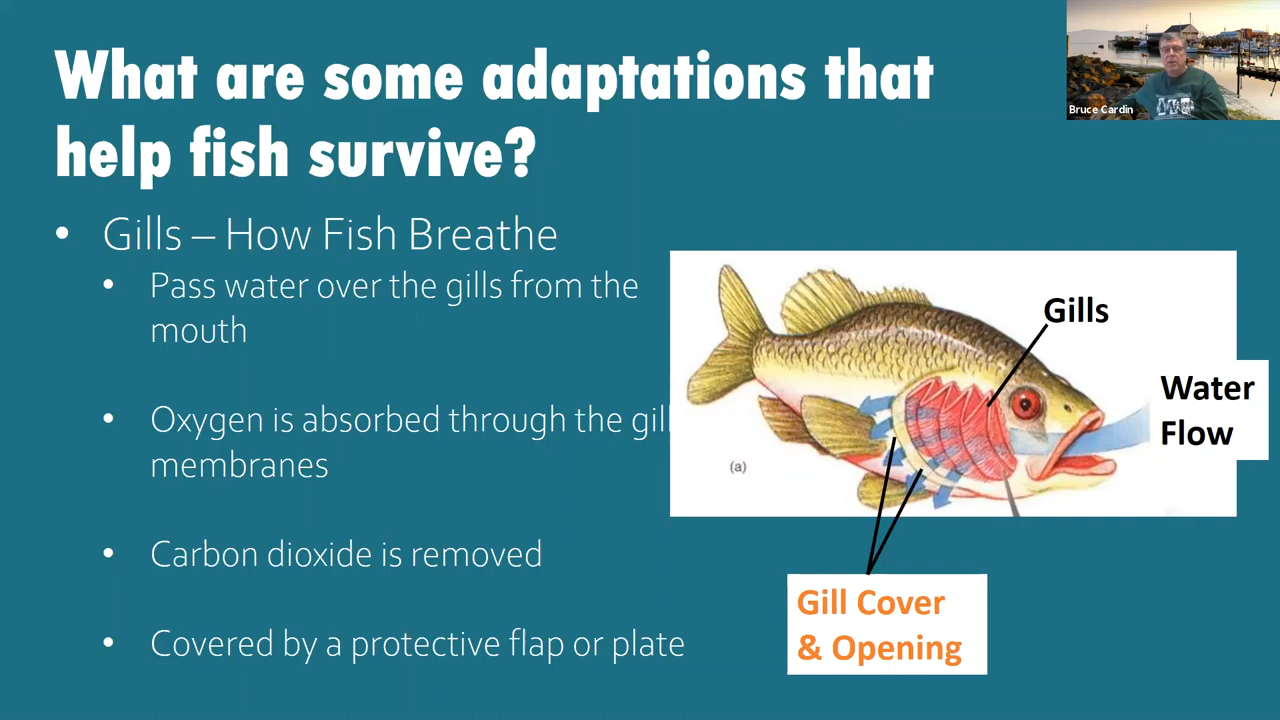 What are some adaptations that
help fish survive?
Bruce Cardin
• Gills – How Fish Breathe
• Pass water over the gills from the
mouth
• Oxygen is absorbed through the gill
membranes
• Carbon dioxide is removed
• Covered by a protective flap or plate
Gills
Water
Flow
(a)
Gill Cover
& Opening